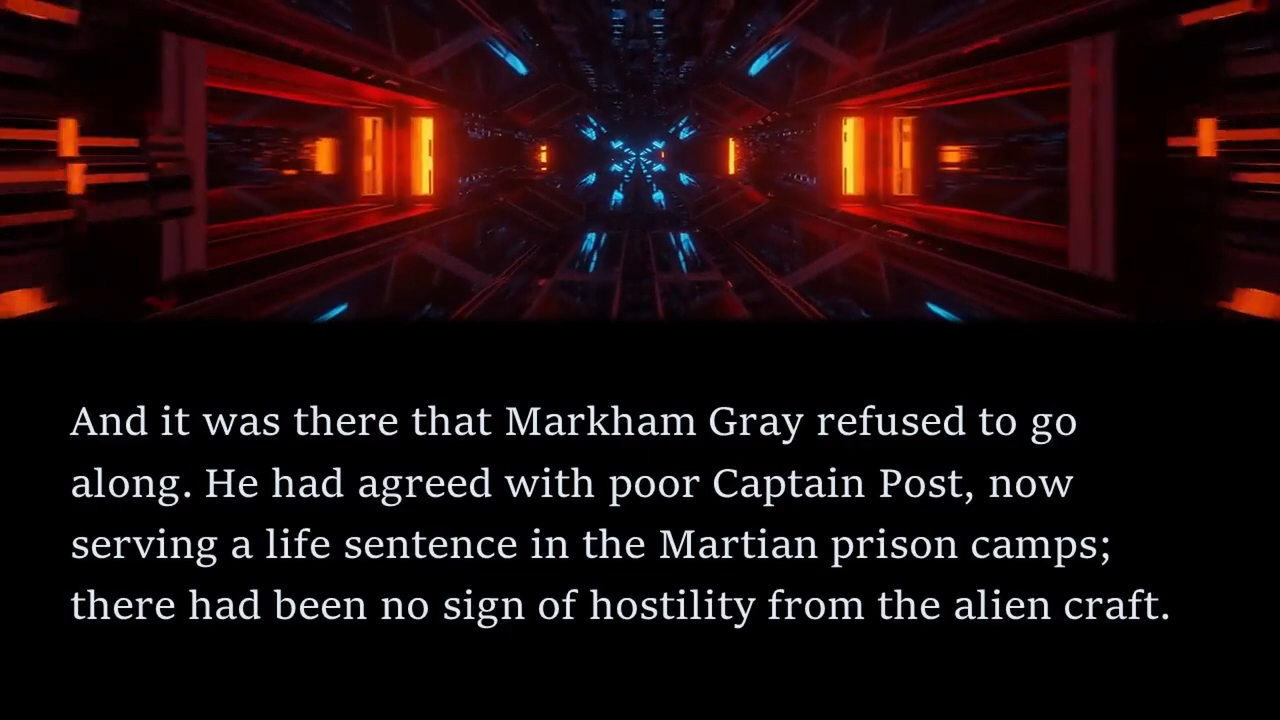 And it was there that Markham Gray refused to go
along. He had agreed with poor Captain Post, now
serving a life sentence in the Martian prison camps;
there had been no sign of hostility from the alien craft.